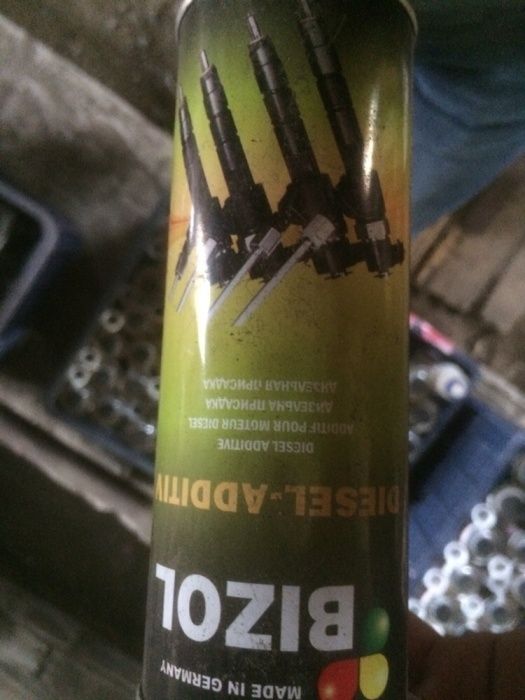 MADE IN GERMANY
BIZOL
DIESEL-ADDITIV
DIESEL ADDITIVE
ADDITIF POUR MOTEUR DIESEL
ДИЗЕЛЬНА ПРИСАДКА
ДИЗЕЛЬНАЯ ПРИСАДКА